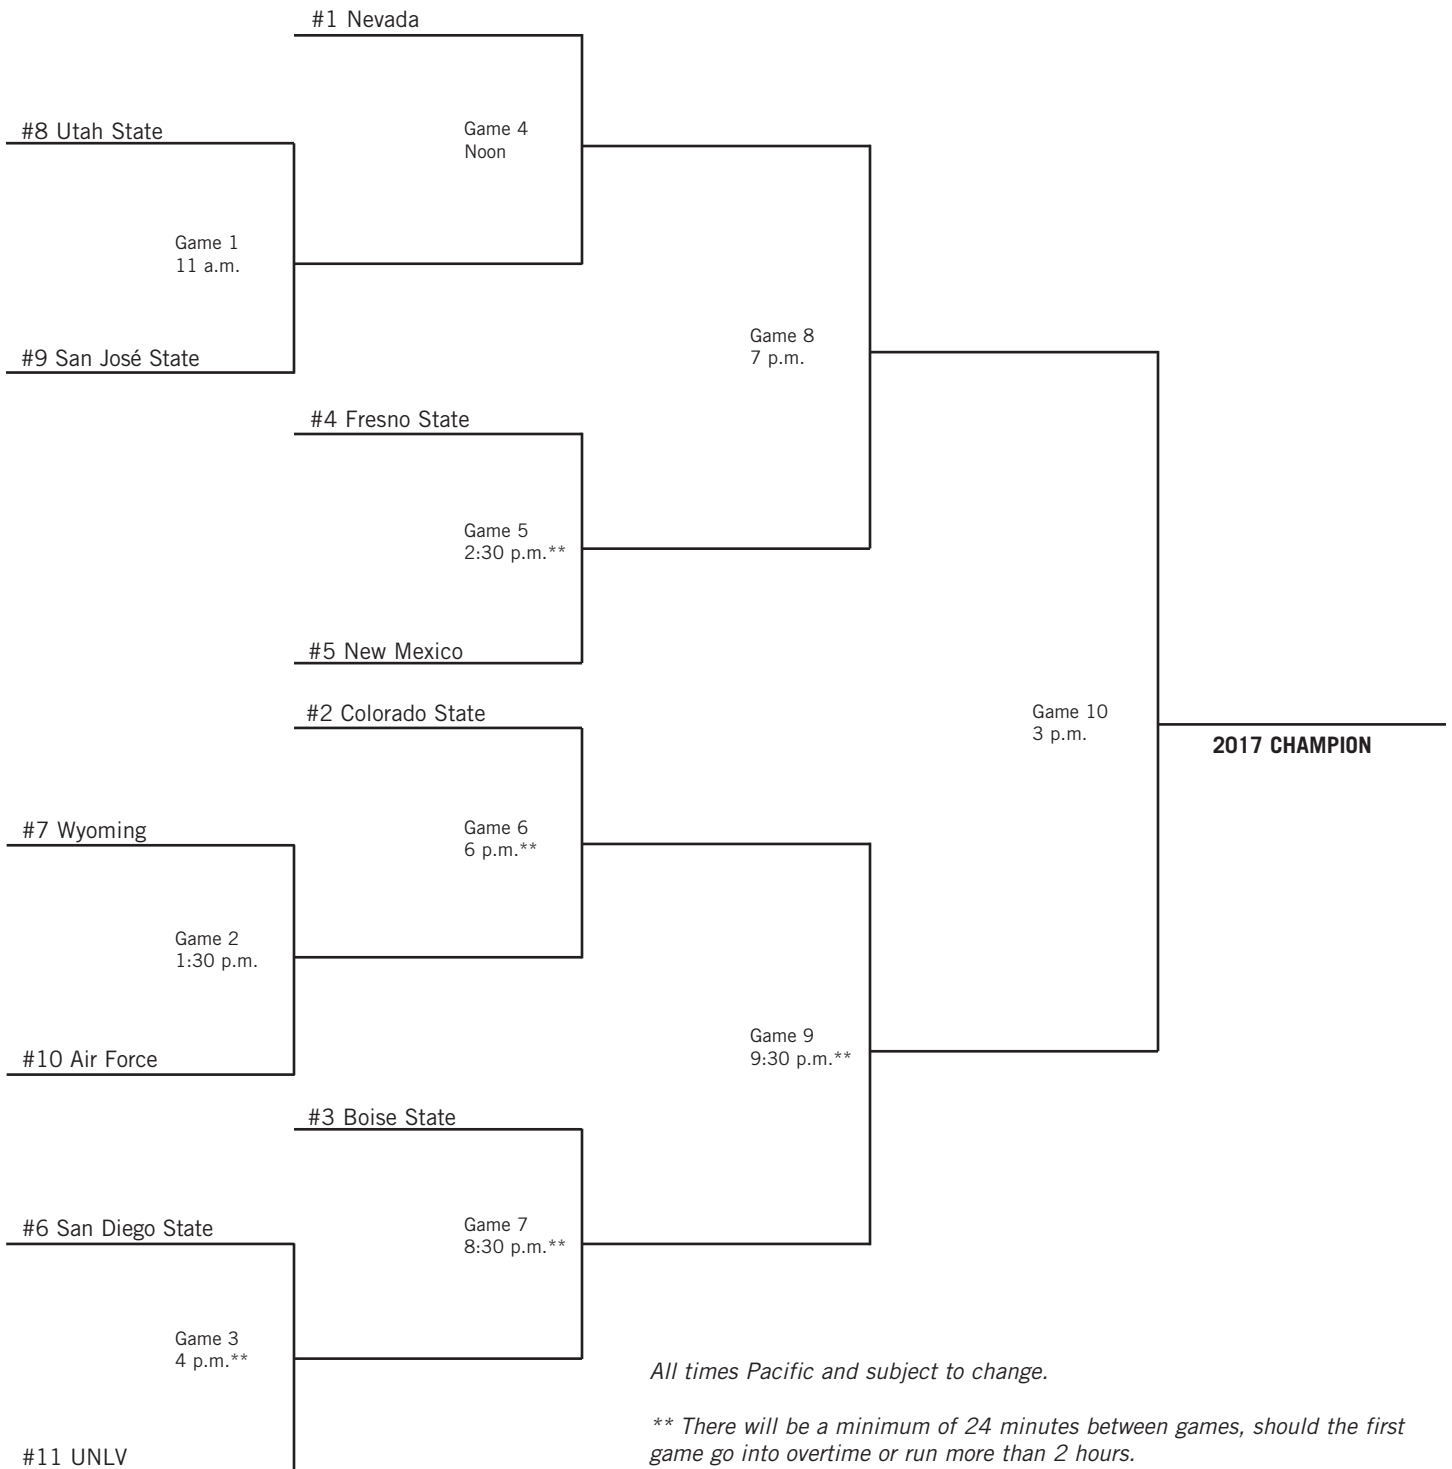 #1 Nevada
#8 Utah State
Game 4
Noon
Game 1
11 a.m.
Game 8
7 p.m.
#9 San José State
#4 Fresno State
Game 5
2:30 p.m.**
#5 New Mexico
#2 Colorado State
Game 10
3 p.m.
2017 CHAMPION
#7 Wyoming
Game 6
6 p.m.**
Game 2
1:30 p.m.
Game 9
9:30 p.m.**
#10 Air Force
#3 Boise State
#6 San Diego State
Game 7
8:30 p.m.**
Game 3
4 p.m.**
#11 UNLV
All times Pacific and subject to change.
** There will be a minimum of 24 minutes between games, should the first
game go into overtime or run more than 2 hours.